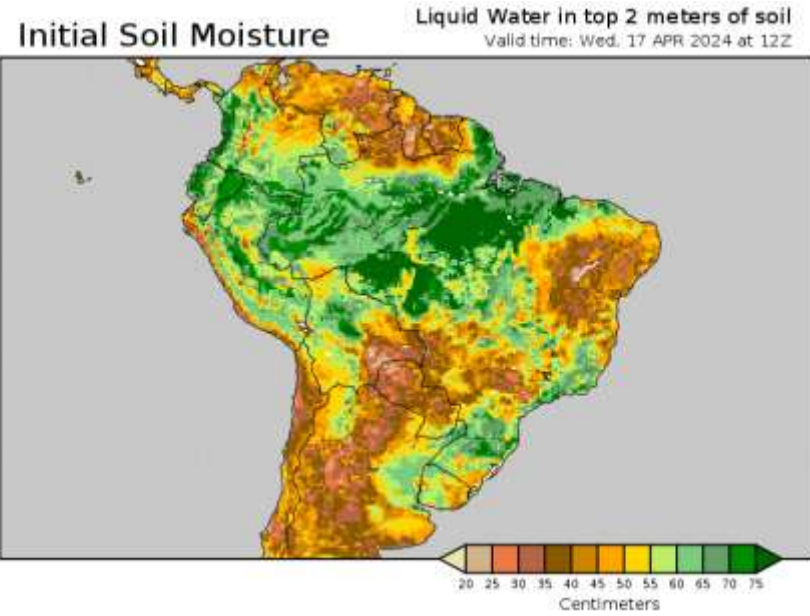 Initial Soil Moisture
Liquid Water in top 2 meters of soil
Valid time: Wed, 17 APR 2024 at 12Z
20 25 30 35 40 45 50 55 60 65 70 75
Centimeters